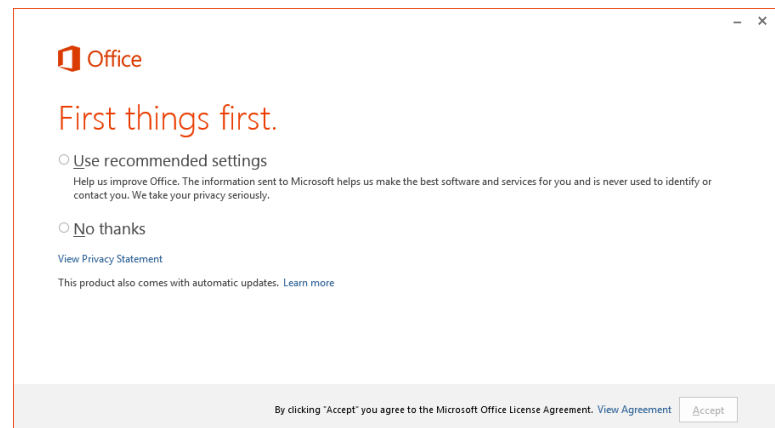 Office
First things first.
Use recommended settings
Help us improve Office. The information sent to Microsoft helps us make the best software and services for you and is never used to identify or
contact you. We take your privacy seriously.
No thanks
View Privacy Statement
This product also comes with automatic updates. Learn more
By clicking "Accept" you agree to the Microsoft Office License Agreement. View Agreement Accept